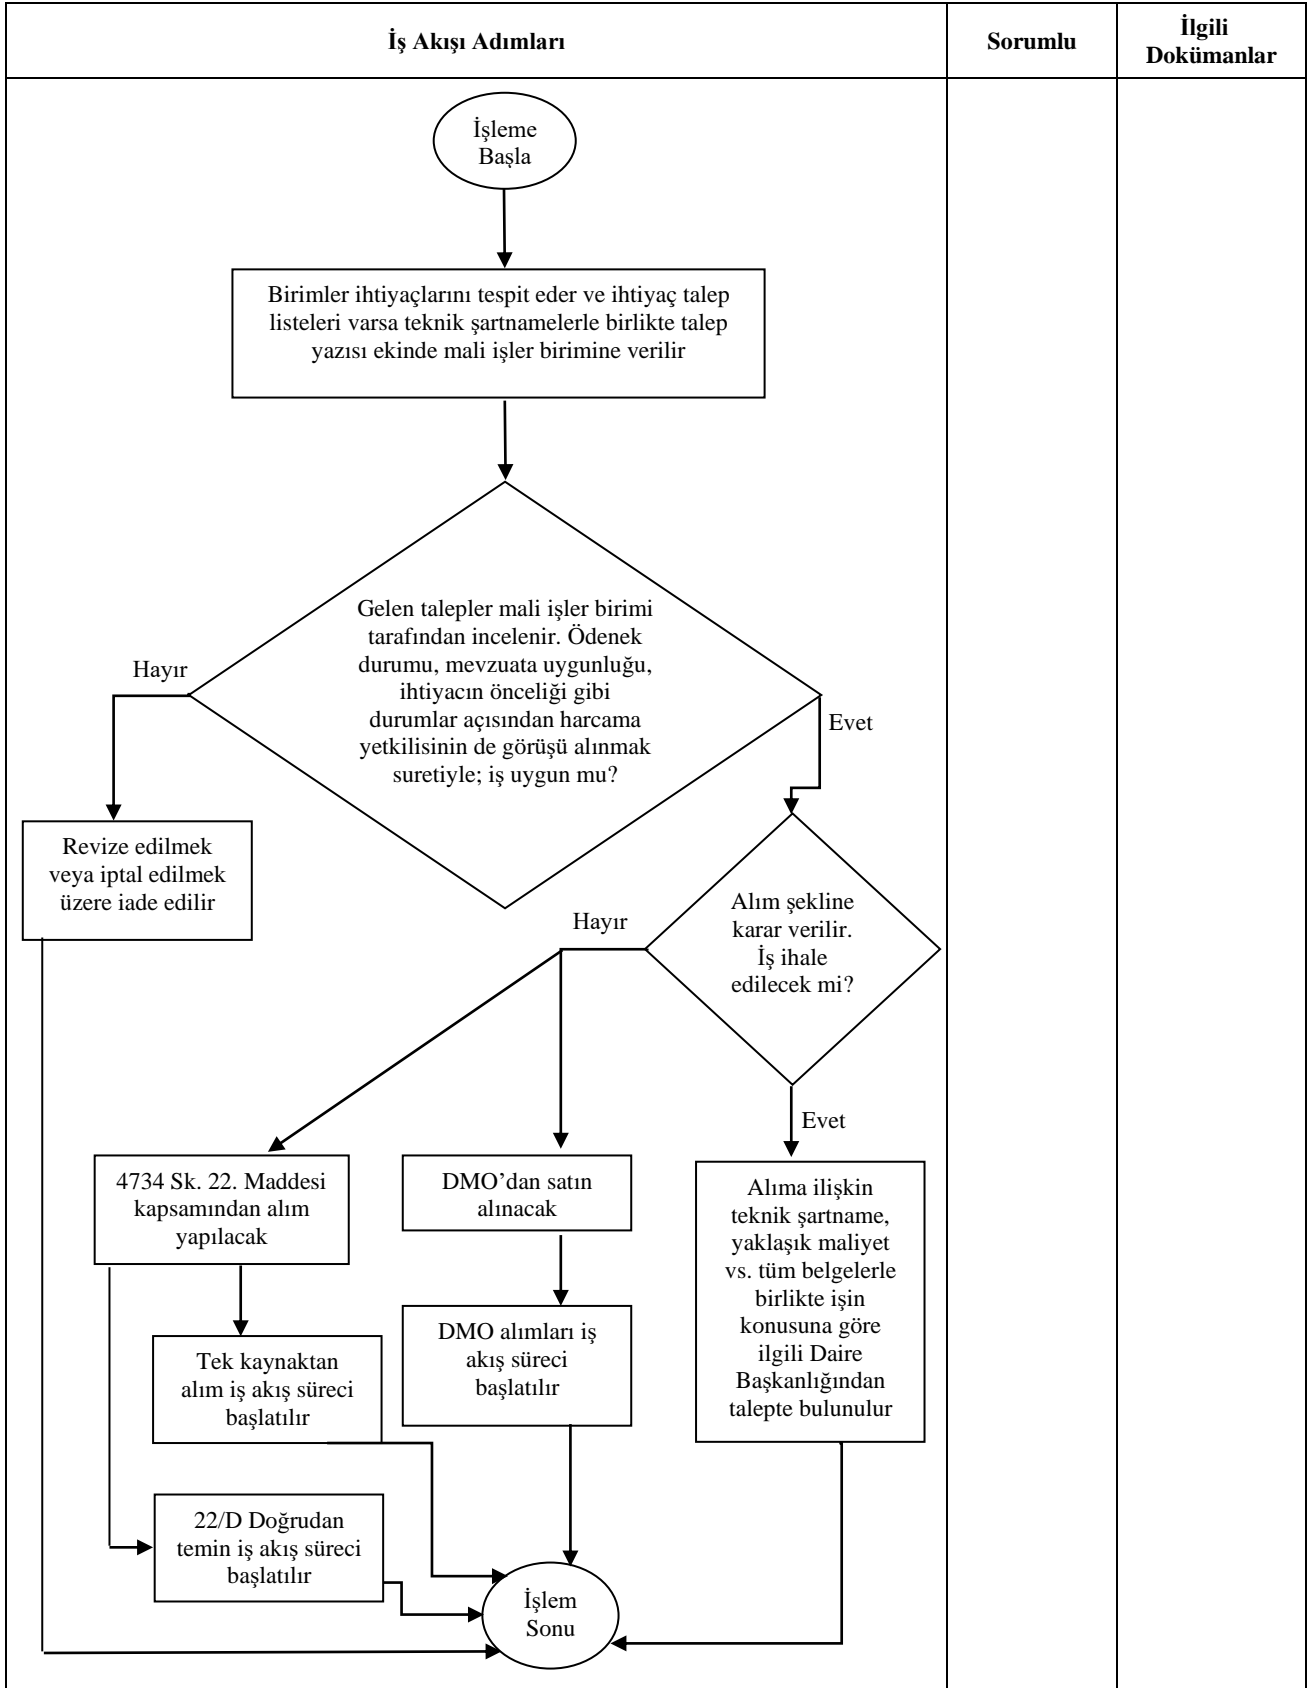 İş Akışı Adımları
Sorumlu
İlgili
Dokümanlar
İşleme
Başla
Birimler ihtiyaçlarını tespit eder ve ihtiyaç talep
listeleri varsa teknik şartnamelerle birlikte talep
yazısı ekinde mali işler birimine verilir
Gelen talepler mali işler birimi
tarafından incelenir. Ödenek
durumu, mevzuata uygunluğu,
ihtiyacın önceliği gibi
durumlar açısından harcama
yetkilisinin de görüşü alınmak
suretiyle; iş uygun mu?
Hayır
Evet
Revize edilmek
veya iptal edilmek
üzere iade edilir
Alım şekline
karar verilir.
İş ihale
edilecek mi?
Hayır
Evet
4734 Sk. 22. Maddesi
kapsamından alım
yapılacak
DMO’dan satın
alınacak
Alıma ilişkin
teknik şartname,
yaklaşık maliyet
vs. tüm belgelerle
birlikte işin
konusuna göre
ilgili Daire
Başkanlığından
talepte bulunulur
Tek kaynaktan
alım iş akış süreci
başlatılır
DMO alımları iş
akış süreci
başlatılır
22/D Doğrudan
temin iş akış süreci
başlatılır
İşlem
Sonu